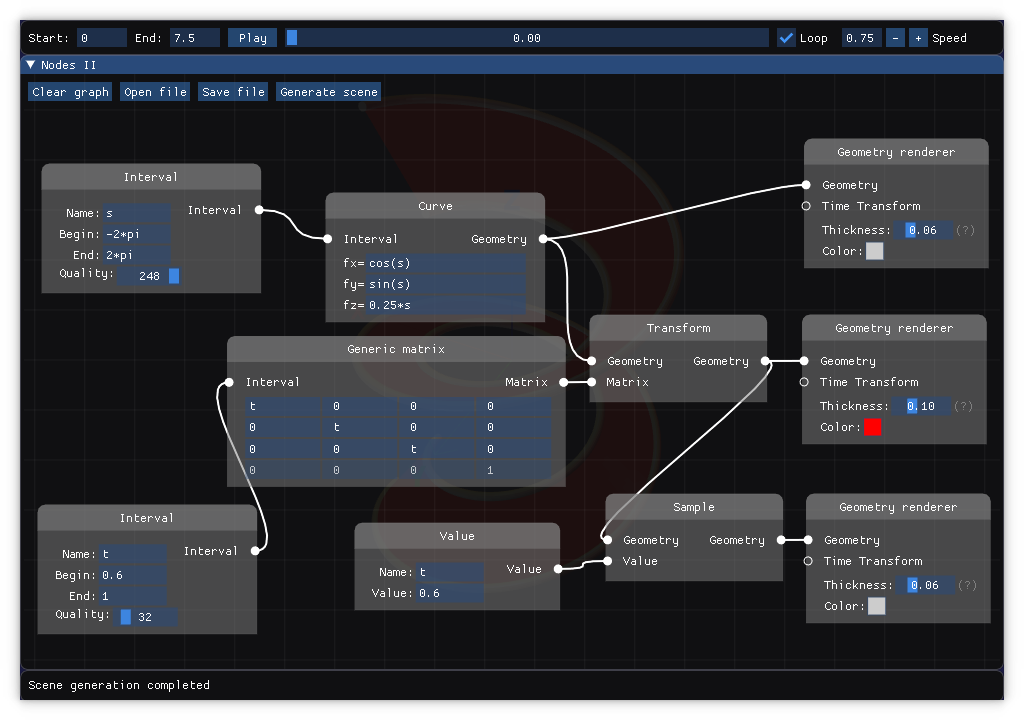 Start: 0 End: 7.5 Play 0.00 Loop 0.75 - + Speed
Nodes II
Clear graph Open file Save file Generate scene
Interval
Name: s Interval
Begin: -2*pi
End: 2*pi
Quality: 248
Curve
Interval Geometry
fx= cos(s)
fy= sin(s)
fz= 0.25*s
Geometry renderer
Geometry
Time Transform
Thickness: 0.06 (?)
Color:
Generic matrix
Interval Matrix
t 0 0 0
0 t 0 0
0 0 t 0
0 0 0 1
Transform
Geometry Geometry
Matrix
Geometry renderer
Geometry
Time Transform
Thickness: 0.10 (?)
Color:
Interval
Name: t Interval
Begin: 0.6
End: 1
Quality: 32
Value
Name: t Value
Value: 0.6
Sample
Geometry Geometry
Value
Geometry renderer
Geometry
Time Transform
Thickness: 0.06 (?)
Color:
Scene generation completed